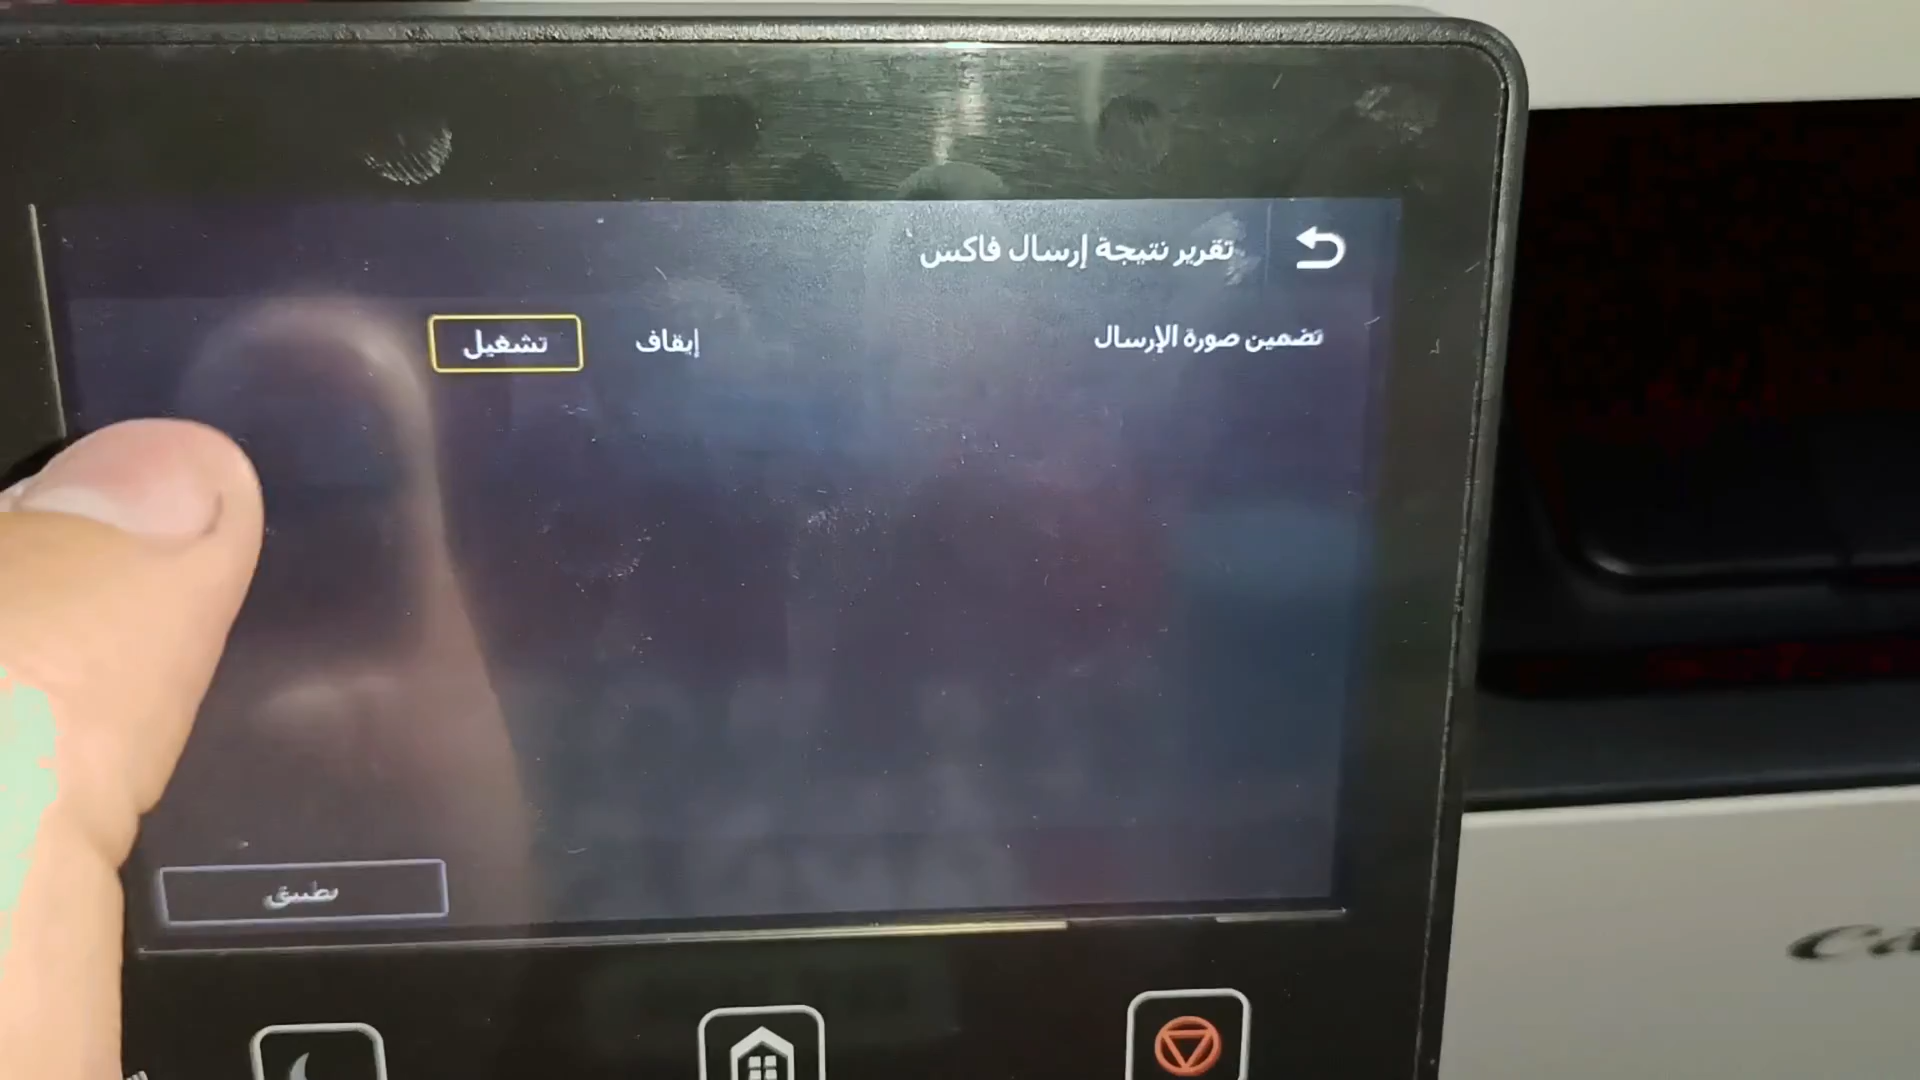 تقرير نتيجة إرسال فاكس
تضمين صورة الإرسال
إيقاف
تشغيل
تطبيق